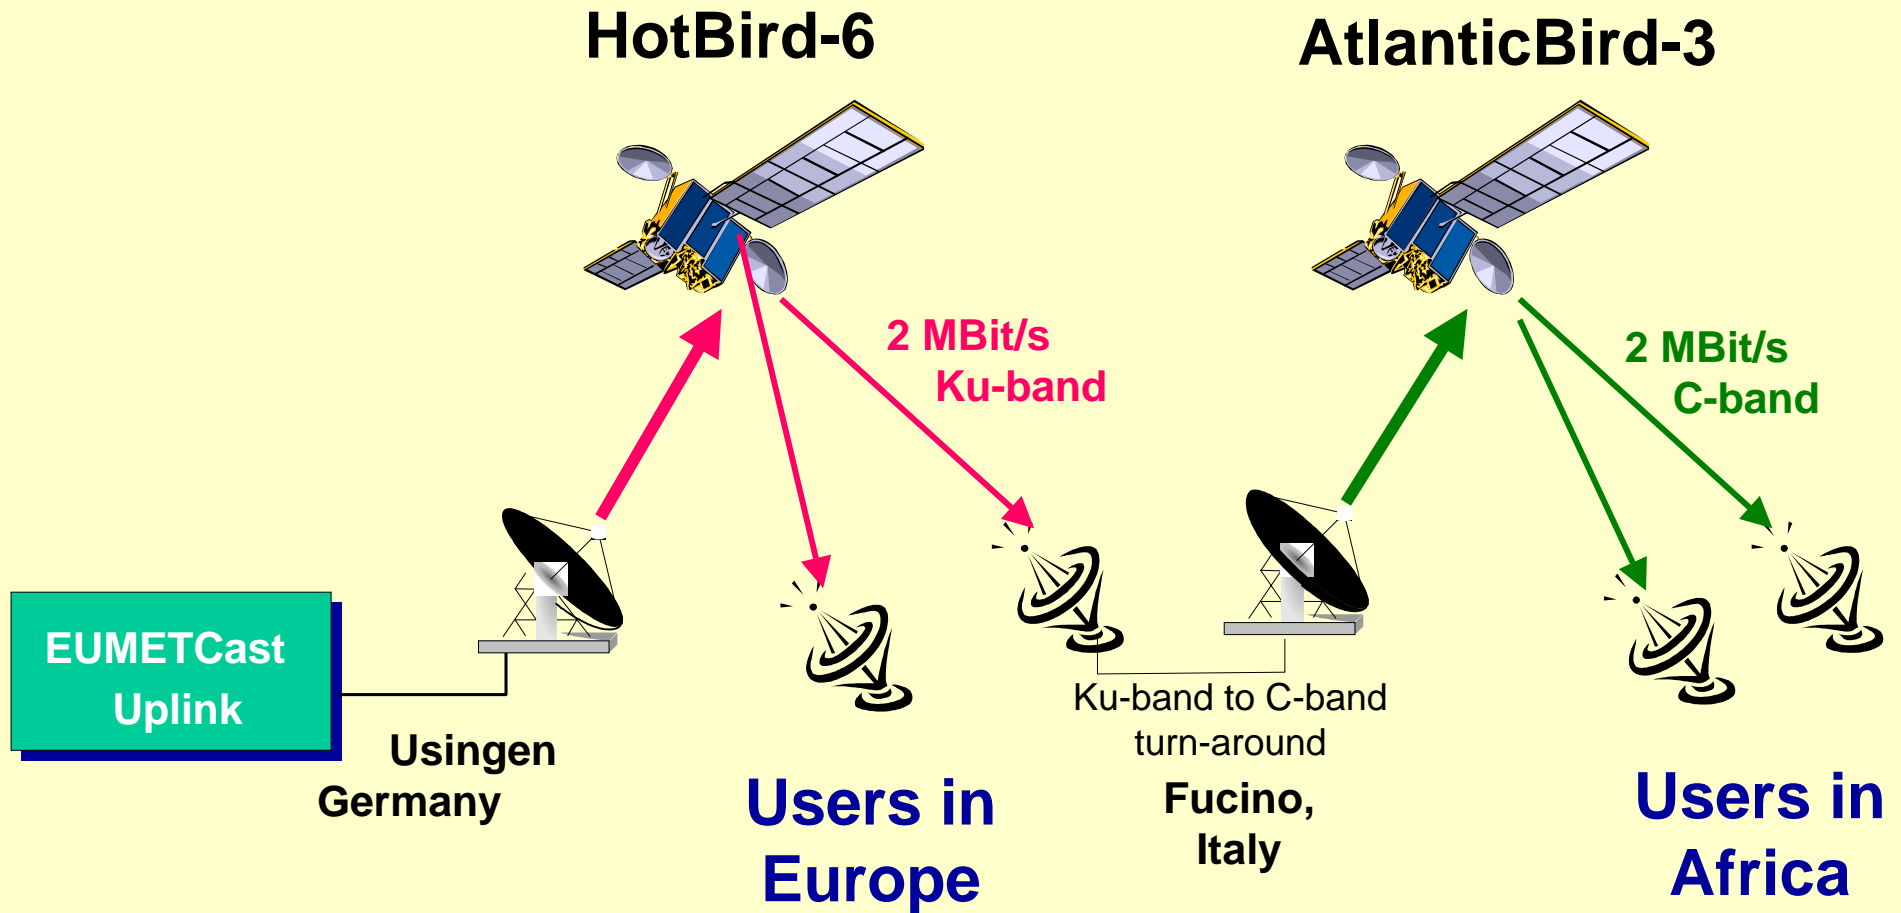 HotBird-6
AtlanticBird-3
2 MBit/s
Ku-band
2 MBit/s
C-band
EUMETCast
Uplink
Usingen
Germany
Users in
Europe
Ku-band to C-band
turn-around
Fucino,
Italy
Users in
Africa